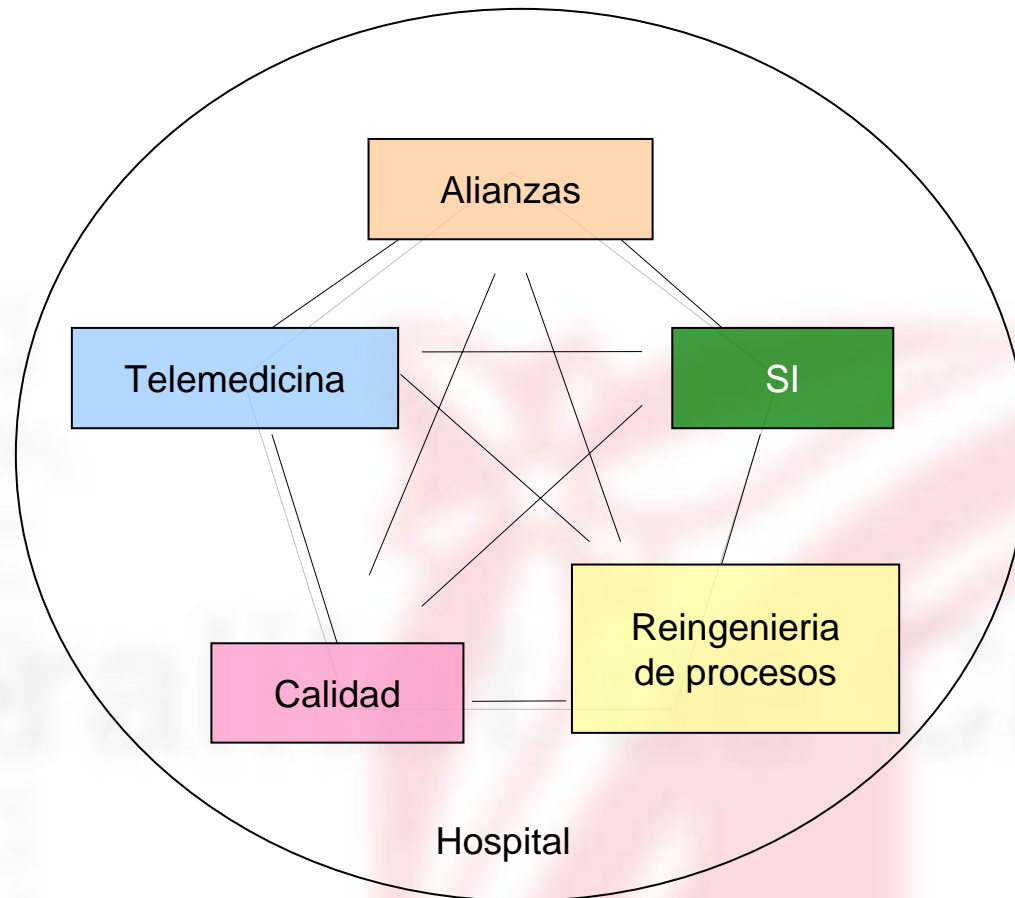 Alianzas
Telemedicina
SI
Reingenieria
de procesos
Calidad
Hospital